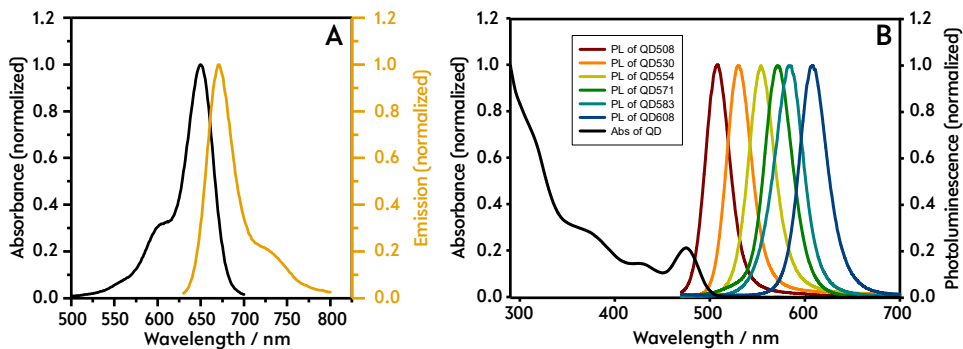 A
Absorbance (normalized)
1.2
1.0
0.8
0.6
0.4
0.2
0.0
500 550 600 650 700 750 800
Wavelength / nm
1.2
1.0
0.8
0.6
0.4
0.2
0.0
Emission (normalized)
B
Absorbance (normalized)
1.2
1.0
0.8
0.6
0.4
0.2
0.0
PL of QD508
PL of QD530
PL of QD554
PL of QD571
PL of QD583
PL of QD608
Abs of QD
300 400 500 600 700
Wavelength / nm
1.2
1.0
0.8
0.6
0.4
0.2
0.0
Photoluminescence (normalized)